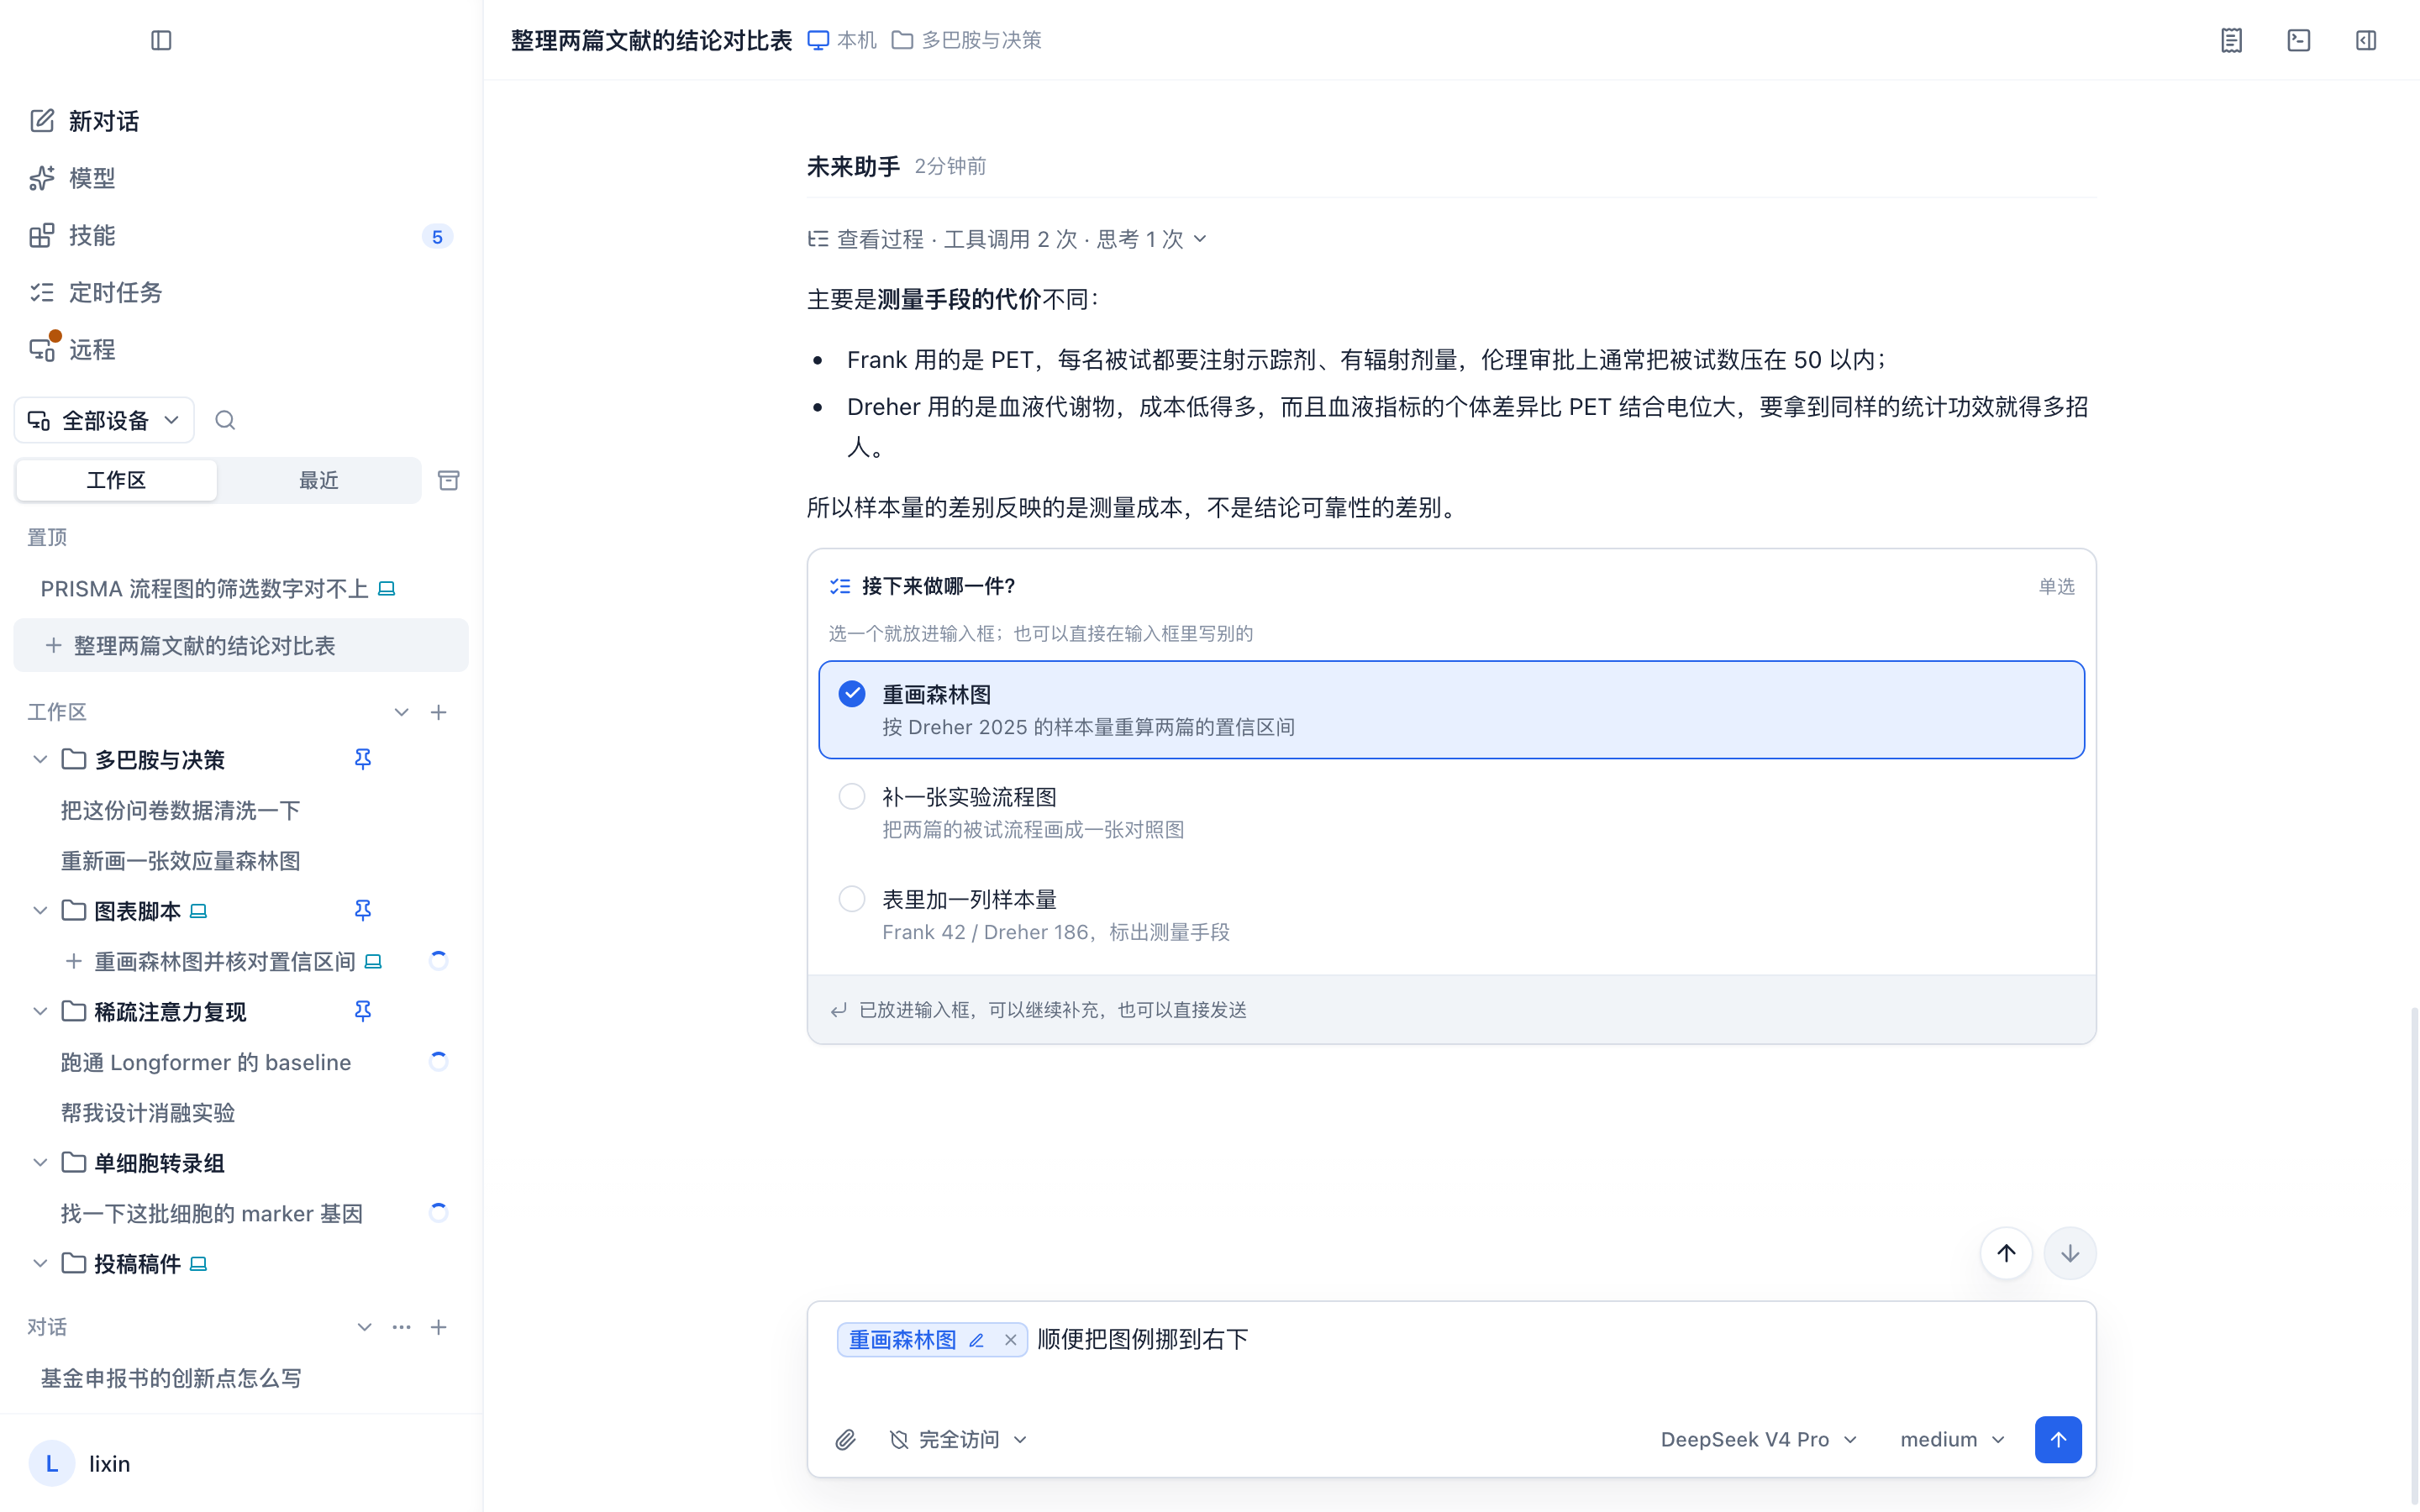 整理两篇文献的结论对比表 本机 多巴胺与决策
新对话
模型
技能 5
定时任务
远程
全部设备
工作区 最近
置顶
PRISMA 流程图的筛选数字对不上
整理两篇文献的结论对比表
工作区
多巴胺与决策
把这份问卷数据清洗一下
重新画一张效应量森林图
图表脚本
重画森林图并核对置信区间
稀疏注意力复现
跑通 Longformer 的 baseline
帮我设计消融实验
单细胞转录组
找一下这批细胞的 marker 基因
投稿稿件
对话
基金申报书的创新点怎么写
L lixin
未来助手 2分钟前
查看过程 · 工具调用 2 次 · 思考 1 次
主要是测量手段的代价不同：
• Frank 用的是 PET，每名被试都要注射示踪剂、有辐射剂量，伦理审批上通常把被试数压在 50 以内；
• Dreher 用的是血液代谢物，成本低得多，而且血液指标的个体差异比 PET 结合电位大，要拿到同样的统计功效就得多招
人。
所以样本量的差别反映的是测量成本，不是结论可靠性的差别。
接下来做哪一件？ 单选
选一个就放进输入框；也可以直接在输入框里写别的
重画森林图
按 Dreher 2025 的样本量重算两篇的置信区间
补一张实验流程图
把两篇的被试流程画成一张对照图
表里加一列样本量
Frank 42 / Dreher 186，标出测量手段
已放进输入框，可以继续补充，也可以直接发送
重画森林图 顺便把图例挪到右下
完全访问 DeepSeek V4 Pro medium